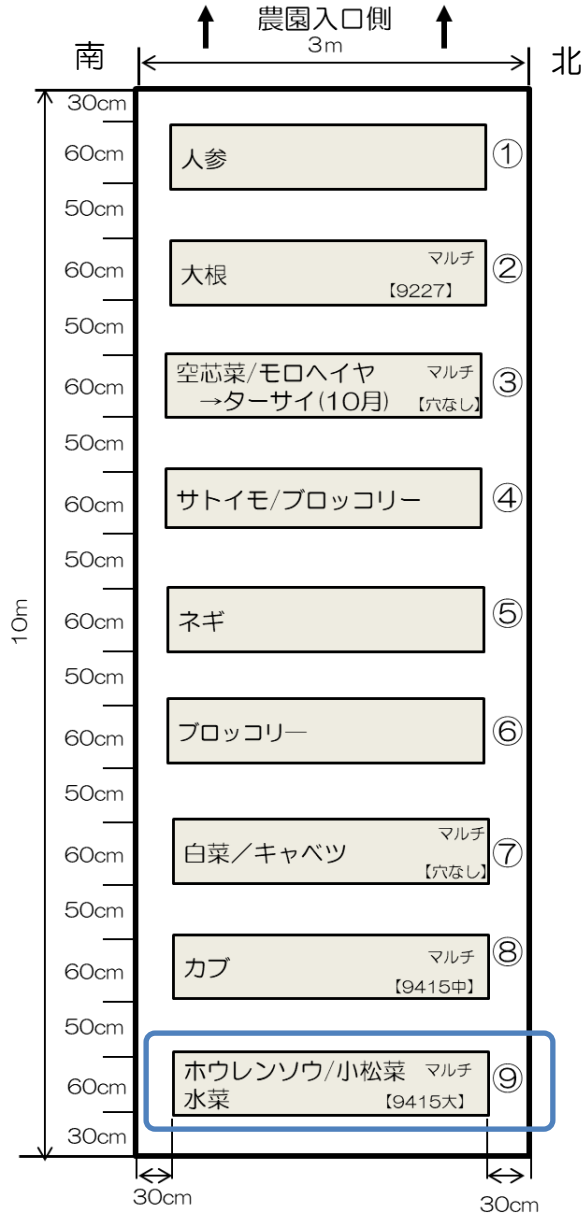 農園入口側
南
3m
北
30cm
60cm
人参
①
50cm
60cm
大根
マルチ
②
【9227】
50cm
60cm
空芯菜/モロヘイヤ
マルチ
③
→ターサイ(10月)
【穴なし】
50cm
60cm
サトイモ/ブロッコリー
④
50cm
60cm
ネギ
⑤
10m
50cm
60cm
ブロッコリー
⑥
50cm
60cm
白菜／キャベツ
マルチ
⑦
【穴なし】
50cm
60cm
カブ
マルチ
⑧
【9415中】
50cm
60cm
ホウレンソウ/小松菜
マルチ
⑨
水菜
【9415大】
30cm
30cm
30cm